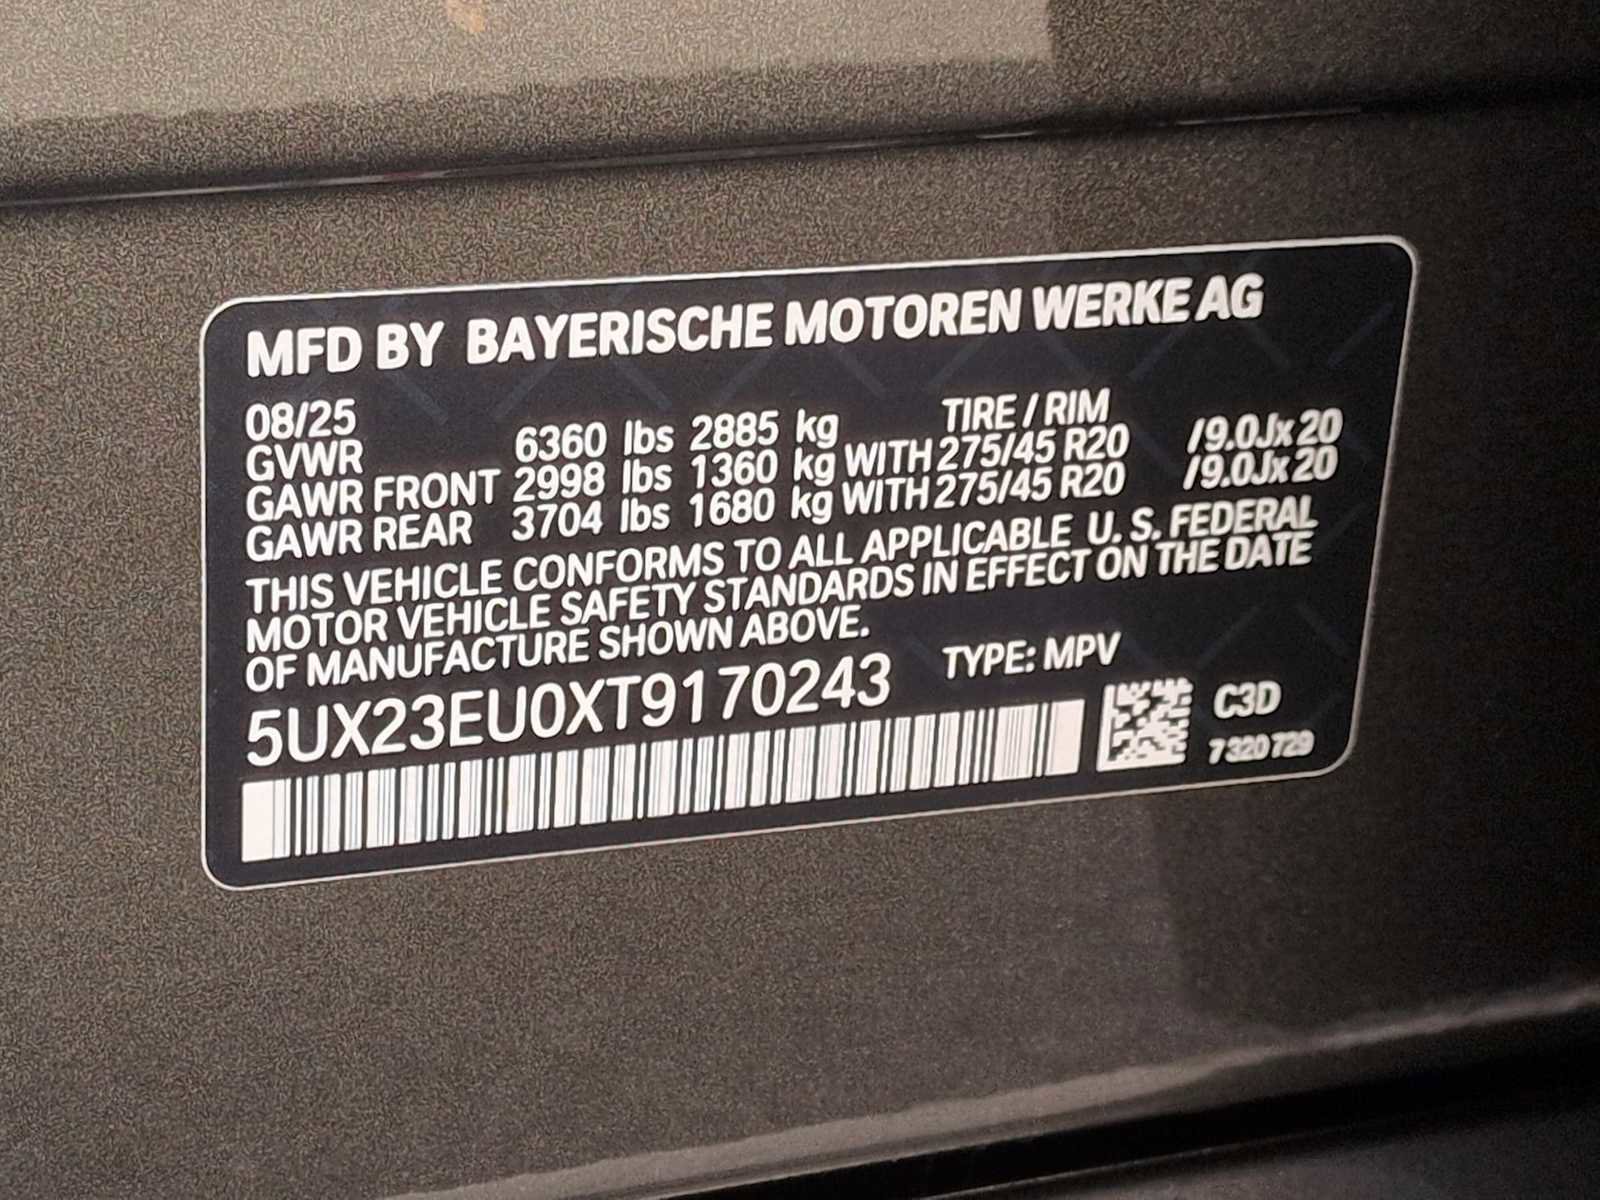 MFD BY BAYERISCHE MOTOREN WERKE AG
08/25 TIRE / RIM
GVWR 6360 lbs 2885 kg
GAWR FRONT 2998 lbs 1360 kg WITH 275/45 R20 /9.0Jx20
GAWR REAR 3704 lbs 1680 kg WITH 275/45 R20 /9.0Jx20
THIS VEHICLE CONFORMS TO ALL APPLICABLE U. S. FEDERAL
MOTOR VEHICLE SAFETY STANDARDS IN EFFECT ON THE DATE
OF MANUFACTURE SHOWN ABOVE.
5UX23EU0XT9170243 TYPE: MPV
C3D
7 320 729